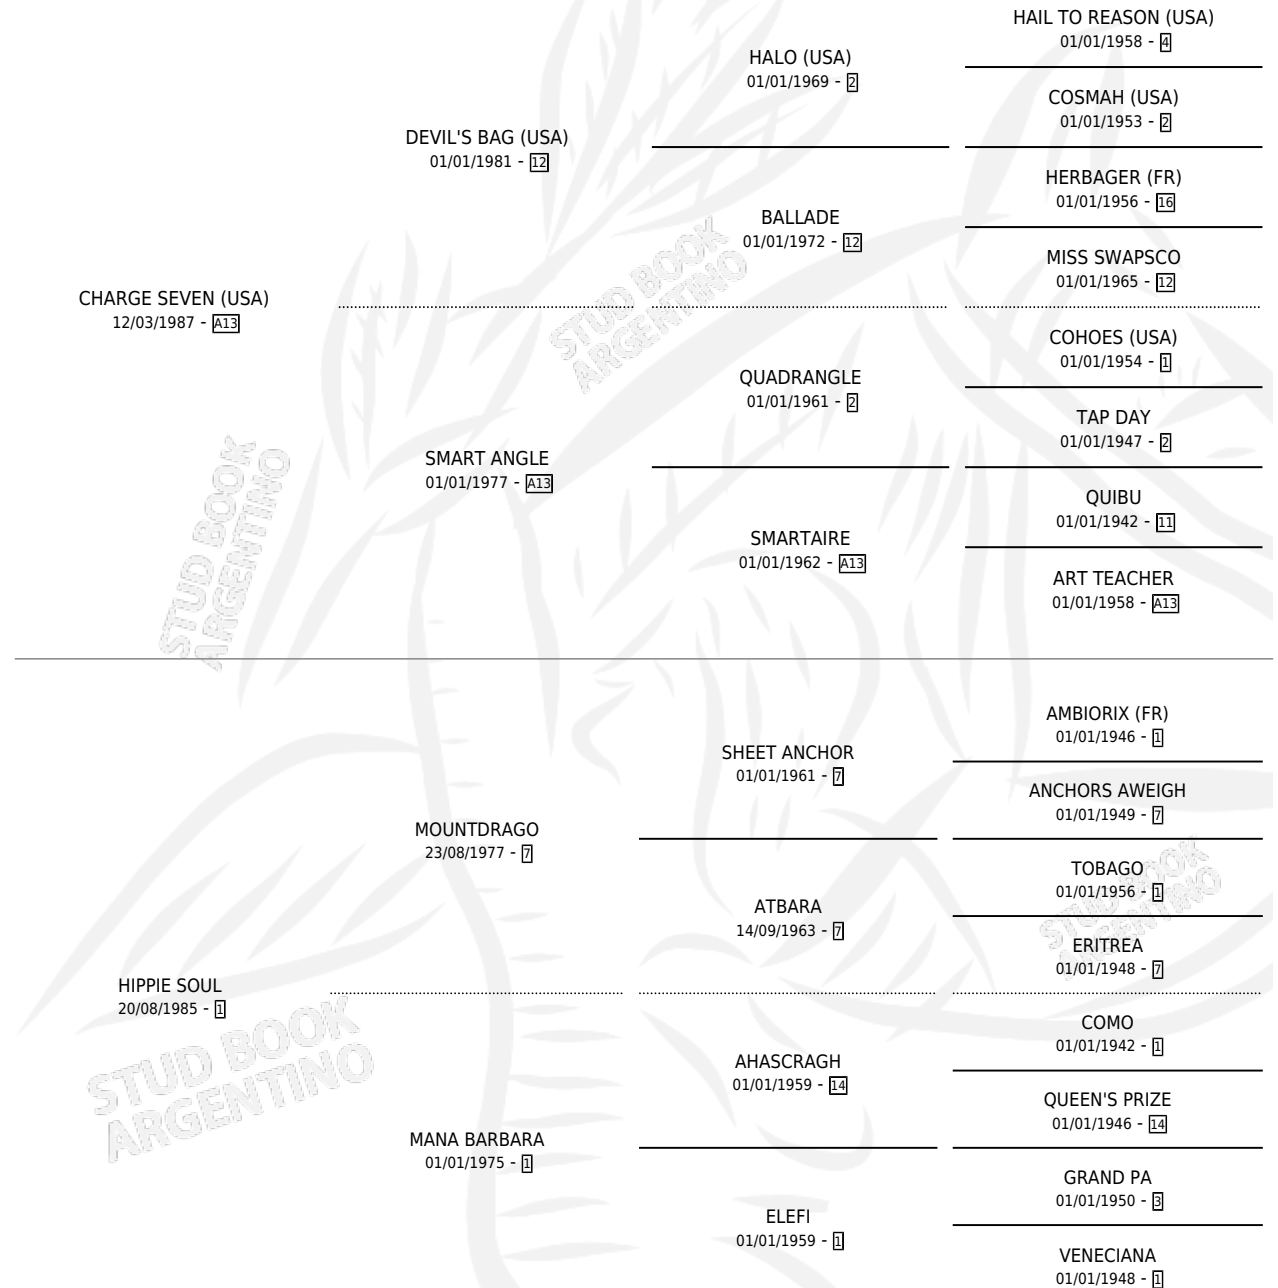 HAIL TO REASON (USA)
01/01/1958 - 4
HALO (USA)
01/01/1969 - 2
COSMAH (USA)
01/01/1953 - 2
DEVIL'S BAG (USA)
01/01/1981 - 12
HERBAGER (FR)
01/01/1956 - 16
BALLADE
01/01/1972 - 12
MISS SWAPSCO
01/01/1965 - 12
CHARGE SEVEN (USA)
12/03/1987 - A13
COHOES (USA)
01/01/1954 - 1
QUADRANGLE
01/01/1961 - 2
TAP DAY
01/01/1947 - 2
SMART ANGLE
01/01/1977 - A13
QUIBU
01/01/1942 - 11
SMARTAIRE
01/01/1962 - A13
ART TEACHER
01/01/1958 - A13
AMBIORIX (FR)
01/01/1946 - 1
SHEET ANCHOR
01/01/1961 - 7
ANCHORS AWEIGH
01/01/1949 - 7
MOUNTDRAGO
23/08/1977 - 7
TOBAGO
01/01/1956 - 1
ATBARA
14/09/1963 - 7
ERITREA
01/01/1948 - 7
HIPPIE SOUL
20/08/1985 - 1
COMO
01/01/1942 - 1
AHASCRAGH
01/01/1959 - 14
QUEEN'S PRIZE
01/01/1946 - 14
MANA BARBARA
01/01/1975 - 1
GRAND PA
01/01/1950 - 3
ELEFI
01/01/1959 - 1
VENECIANA
01/01/1948 - 1
STUD BOOK
ARGENTINO
STUD BOOK
ARGENTINO
STUD BOOK
ARGENTINO
STUD BOOK
ARGENTINO